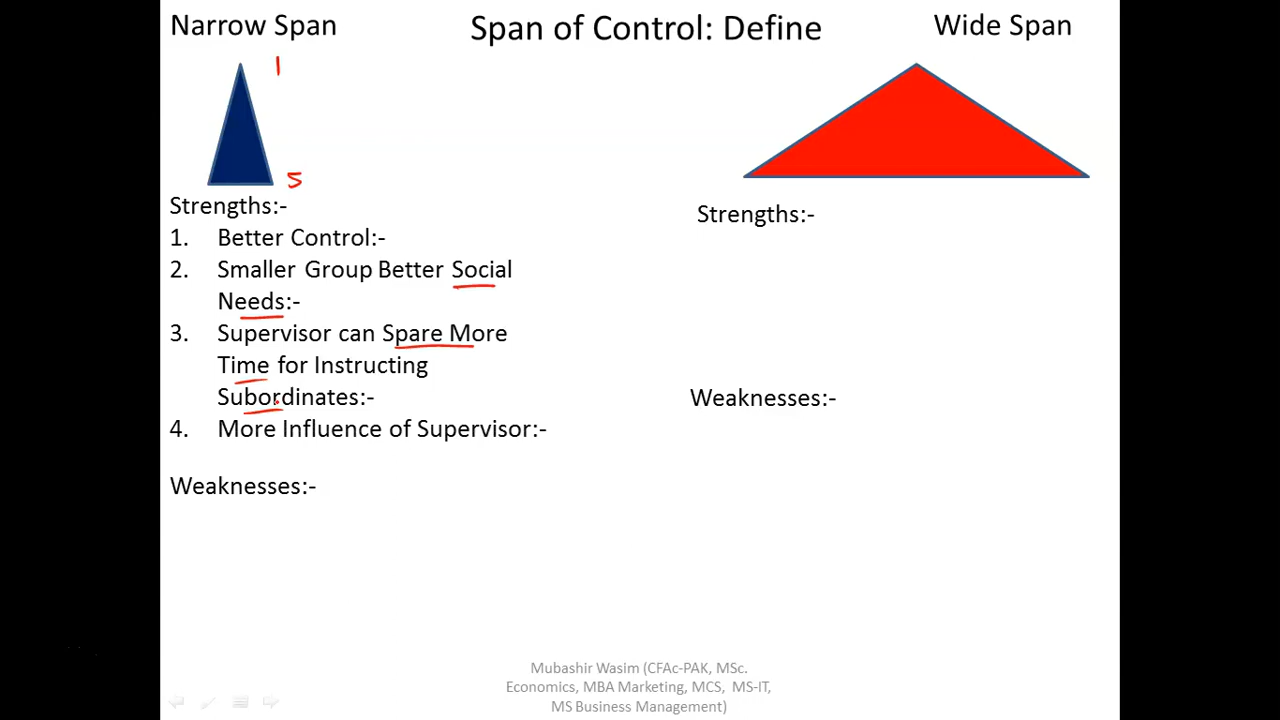 Narrow Span
Span of Control: Define
Wide Span
1
5
Strengths:-
1. Better Control:-
2. Smaller Group Better Social
Needs:-
3. Supervisor can Spare More
Time for Instructing
Subordinates:-
4. More Influence of Supervisor:-
Weaknesses:-
Strengths:-
Weaknesses:-
Mubashir Wasim (CFAc-PAK, MSc.
Economics, MBA Marketing, MCS, MS-IT,
MS Business Management)